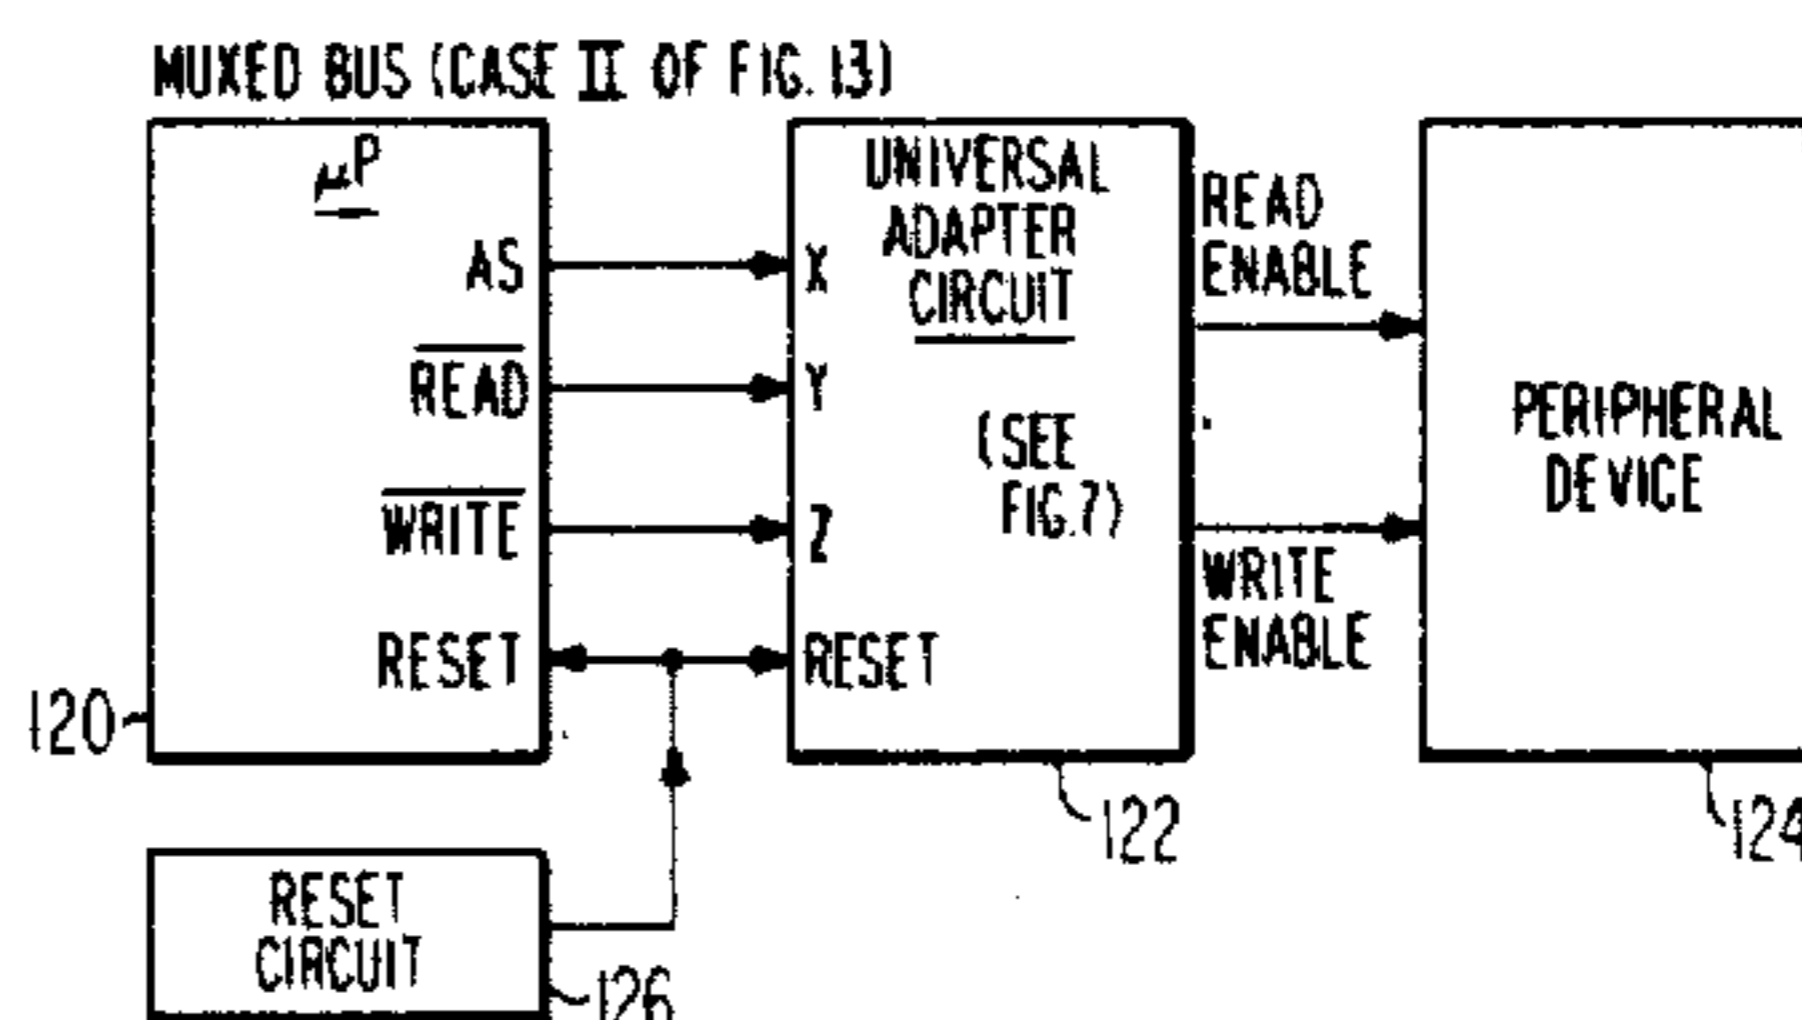 MUXED BUS (CASE II OF FIG. 13)
μP
AS
READ
WRITE
RESET
120
X
Y
Z
RESET
UNIVERSAL
ADAPTER
CIRCUIT
(SEE
FIG.7)
122
READ
ENABLE
WRITE
ENABLE
PERIPHERAL
DEVICE
124
RESET
CIRCUIT
126